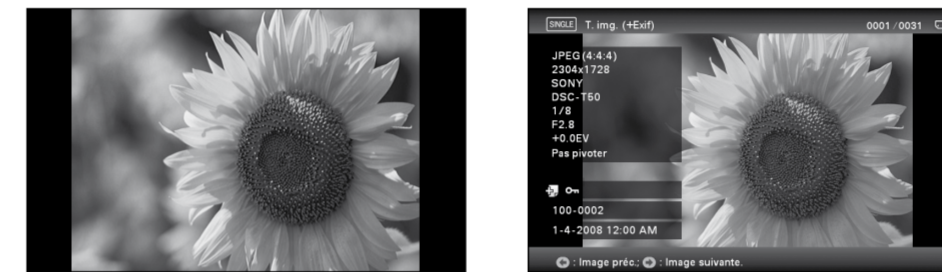 SINGLE T. img. (+Exif) 0001/0031
JPEG(4:4:4)
2304x1728
SONY
DSC-T50
1/8
F2.8
+0.0EV
Pas pivoter
100-0002
1-4-2008 12:00 AM
: Image préc.; : Image suivante.